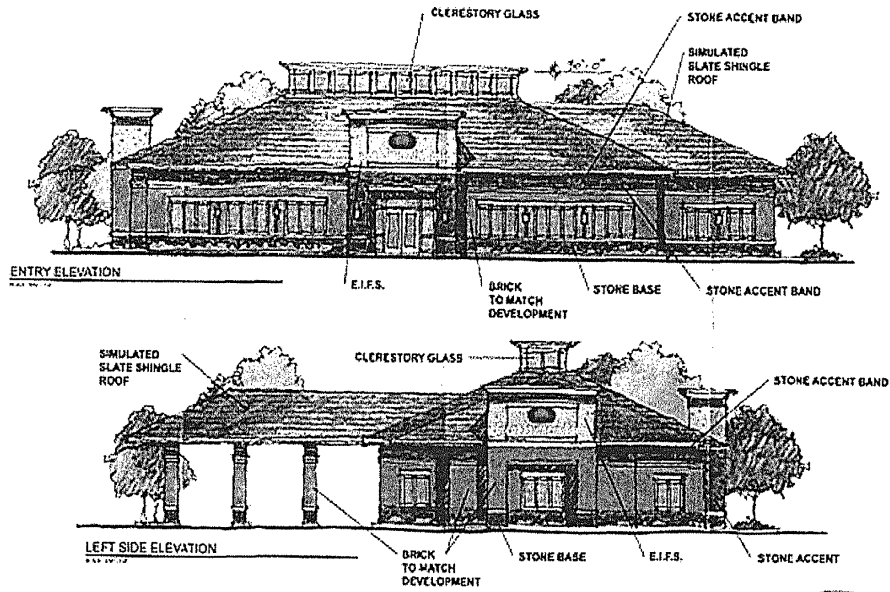 CLERESTORY GLASS
STONE ACCENT BAND
SIMULATED
SLATE SHINGLE
ROOF
ENTRY ELEVATION
E.I.F.S.
BRICK
TO MATCH
DEVELOPMENT
STONE BASE
STONE ACCENT BAND
SIMULATED
SLATE SHINGLE
ROOF
CLERESTORY GLASS
STONE ACCENT BAND
LEFT SIDE ELEVATION
BRICK
TO MATCH
DEVELOPMENT
STONE BASE
E.I.F.S.
STONE ACCENT